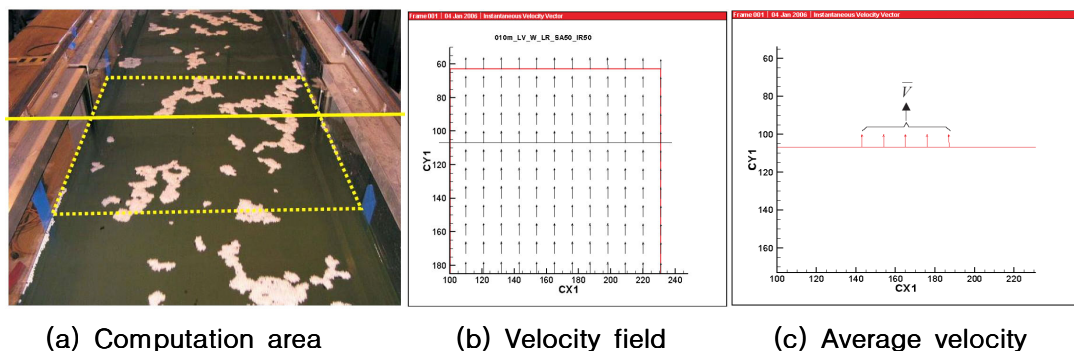 Frame 001 | 04 Jan 2006 | Instantaneous Velocity Vector
010m_LV_W_LR_SA50_IR50
60
80
100
120
140
160
180
CY1
100 120 140 160 180 200 220 240
CX1
Frame 001 | 04 Jan 2006 | Instantaneous Velocity Vector
V̅
60
80
100
120
140
160
CY1
100 120 140 160 180 200 220
CX1
(a) Computation area
(b) Velocity field
(c) Average velocity